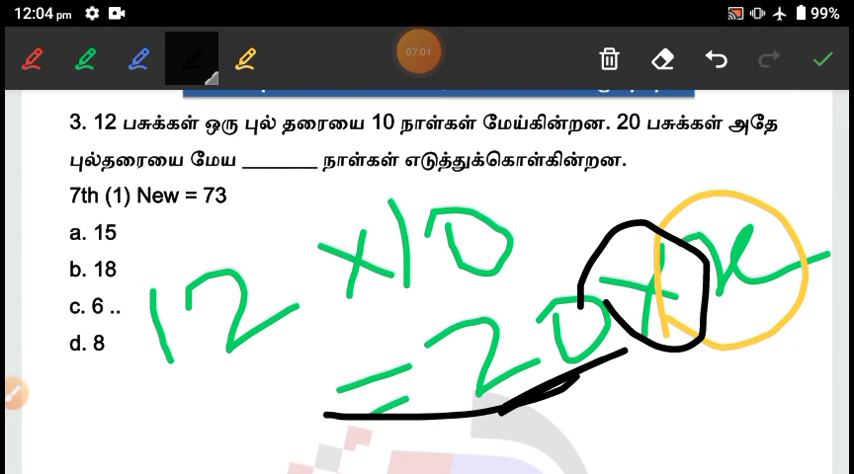 12:04 pm 99%
07:01
3. 12 பசுக்கள் ஒரு புல் தரையை 10 நாள்கள் மேய்கின்றன. 20 பசுக்கள் அதே
புல்தரையை மேய _______ நாள்கள் எடுத்துக்கொள்கின்றன.
7th (1) New = 73
a. 15
b. 18
c. 6 ..
d. 8
12 × 10
= 20 × x